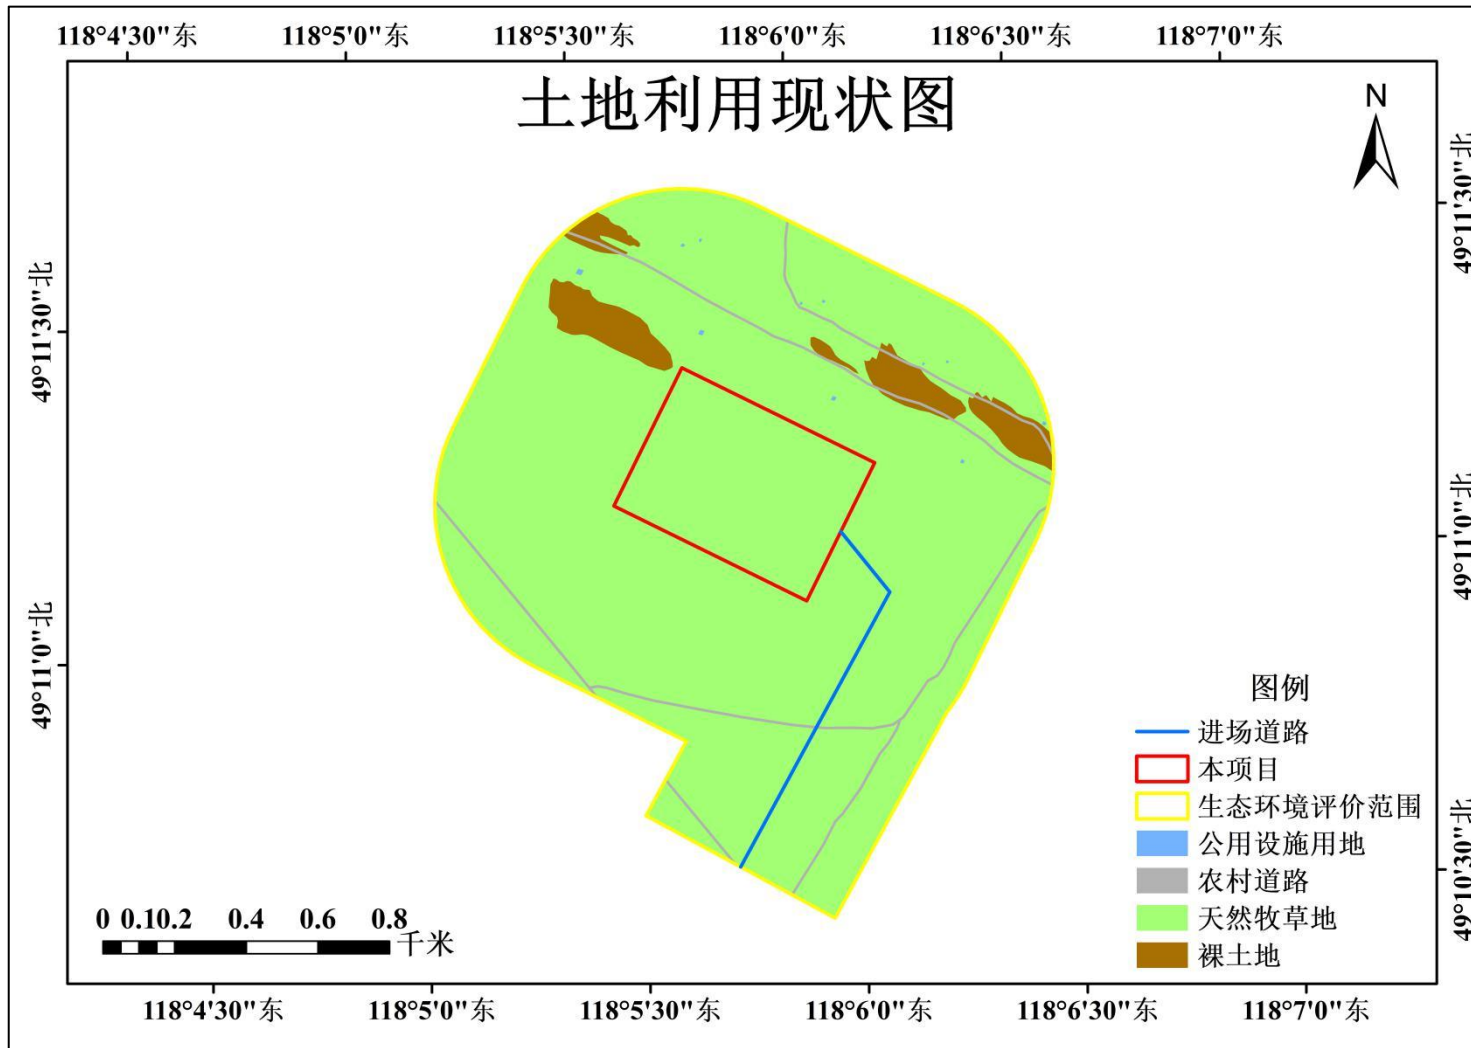 118°4'30"东 118°5'0"东 118°5'30"东 118°6'0"东 118°6'30"东 118°7'0"东
土地利用现状图
N
49°11'30"北
49°11'0"北
49°11'30"北
49°11'0"北
49°10'30"北
图例
进场道路
本项目
生态环境评价范围
公用设施用地
农村道路
天然牧草地
裸土地
0 0.1 0.2 0.4 0.6 0.8
千米
118°4'30"东 118°5'0"东 118°5'30"东 118°6'0"东 118°6'30"东 118°7'0"东